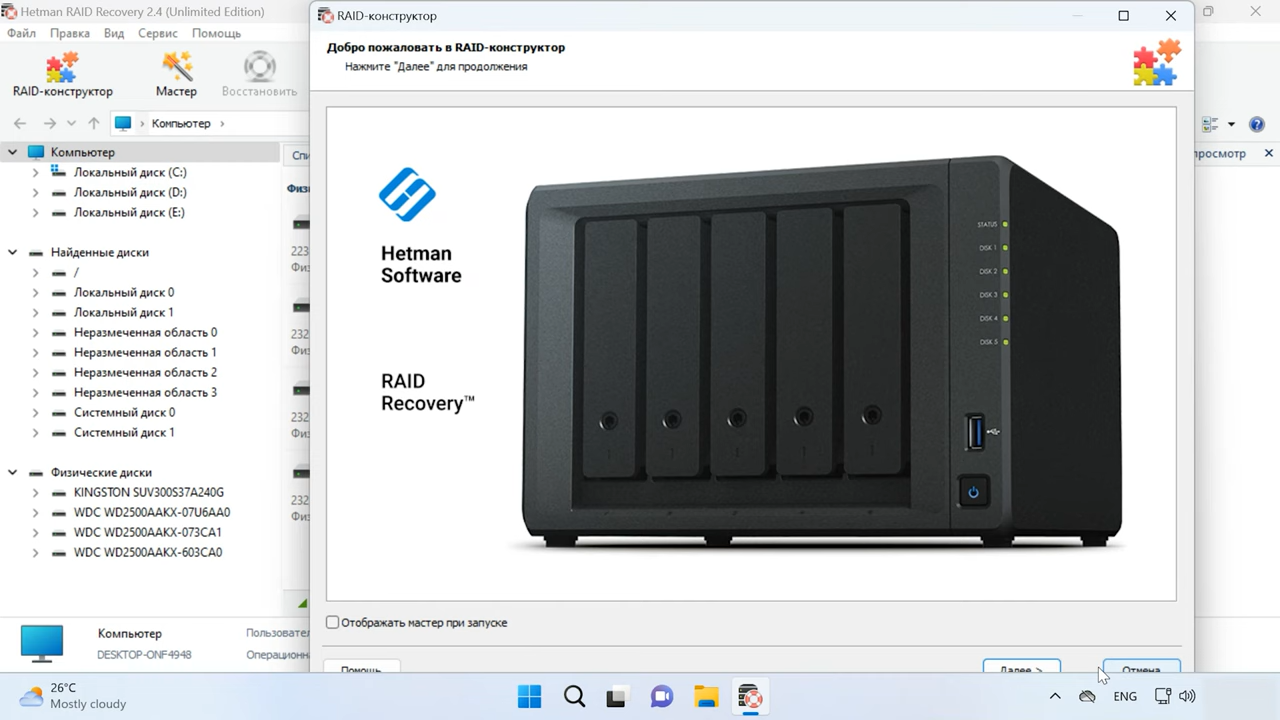 Hetman RAID Recovery 2.4 (Unlimited Edition)
Файл Правка Вид Сервис Помощь
RAID-конструктор Мастер Восстановить
Компьютер
Компьютер
Локальный диск (C:)
Локальный диск (D:)
Локальный диск (E:)
Найденные диски
/
Локальный диск 0
Локальный диск 1
Неразмеченная область 0
Неразмеченная область 1
Неразмеченная область 2
Неразмеченная область 3
Системный диск 0
Системный диск 1
Физические диски
KINGSTON SUV300S37A240G
WDC WD2500AAKX-07U6AA0
WDC WD2500AAKX-073CA1
WDC WD2500AAKX-603CA0
223
232
232
232
Компьютер
DESKTOP-ONF4948
RAID-конструктор
Добро пожаловать в RAID-конструктор
Нажмите "Далее" для продолжения
Hetman
Software
RAID
Recovery™
STATUS
DISK 1
DISK 2
DISK 3
DISK 4
DISK 5
Отображать мастер при запуске
Помощь
Далее >
Отмена
26°C
Mostly cloudy
ENG